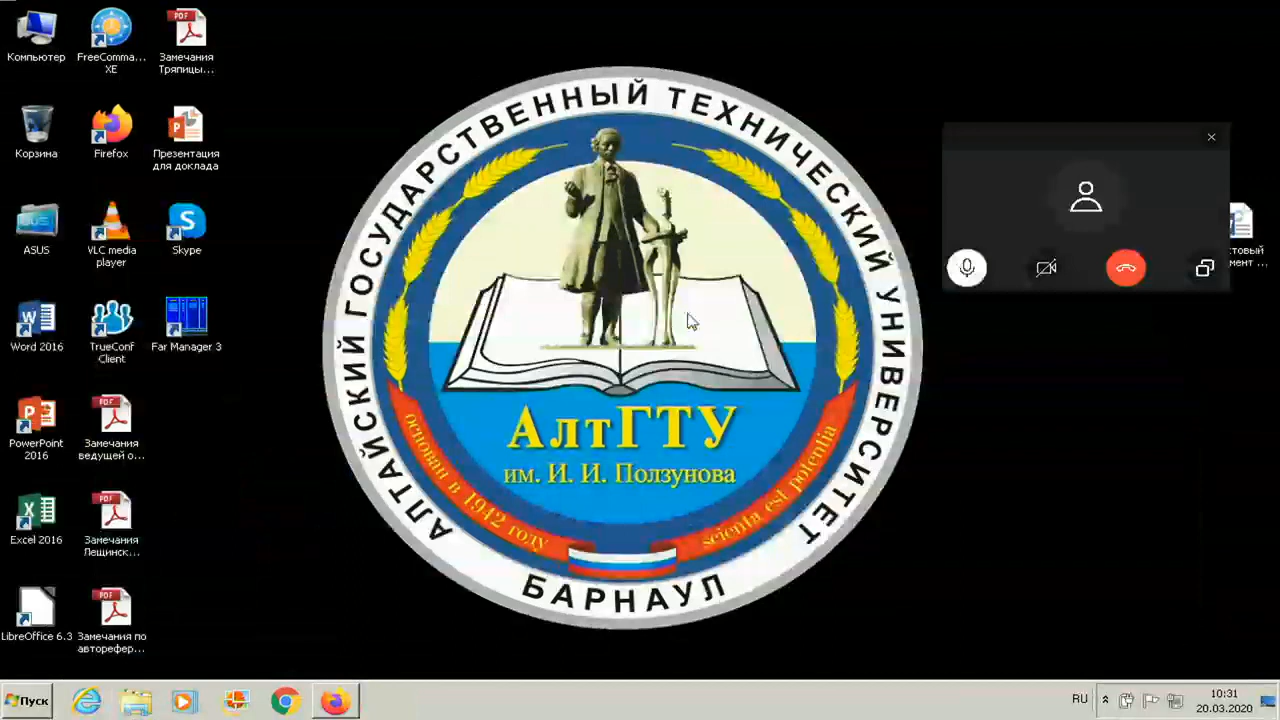 Компьютер
FreeComma...
XE
Замечания
Тряпицы...
Корзина
Firefox
Презентация
для доклада
ASUS
VLC media
player
Skype
Word 2016
TrueConf
Client
Far Manager 3
PowerPoint
2016
Замечания
ведущей о...
Excel 2016
Замечания
Лещинск...
LibreOffice 6.3
Замечания по
авторефер...
АЛТАЙСКИЙ ГОСУДАРСТВЕННЫЙ ТЕХНИЧЕСКИЙ УНИВЕРСИТЕТ
АлтГТУ
им. И. И. Ползунова
основан в 1942 году
scientia est potentia
БАРНАУЛ
Пуск
RU
10:31
20.03.2020